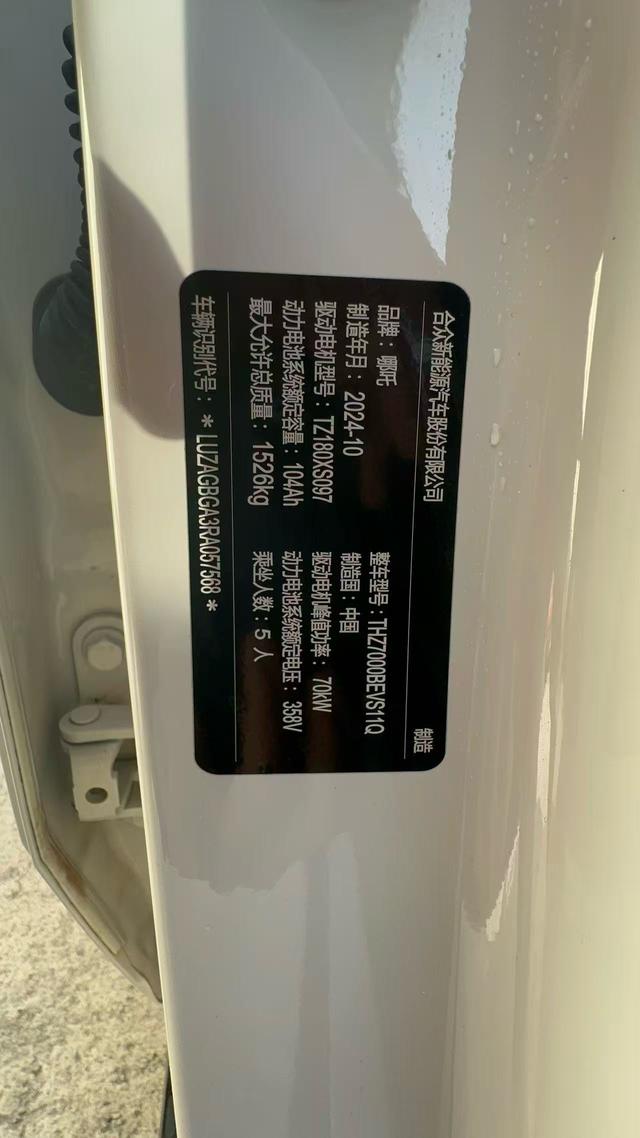 合众新能源汽车股份有限公司 制造
品牌：哪吒 整车型号：THZ7000BEVS11Q
制造年月：2024-10 制造国：中国
驱动电机型号：TZ180XS097 驱动电机峰值功率：70kW
动力电池系统额定容量：104Ah 动力电池系统额定电压：358V
最大允许总质量：1526kg 乘坐人数：5 人
车辆识别代号：＊LUZAGBGA3RA057568＊